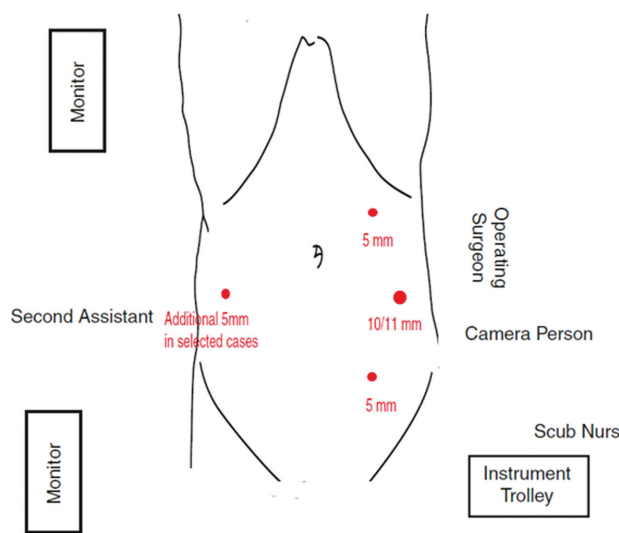 Monitor
Operating
Surgeon
5 mm
Second Assistant
Additional 5mm
in selected cases
10/11 mm
Camera Person
5 mm
Scub Nurs
Monitor
Instrument
Trolley